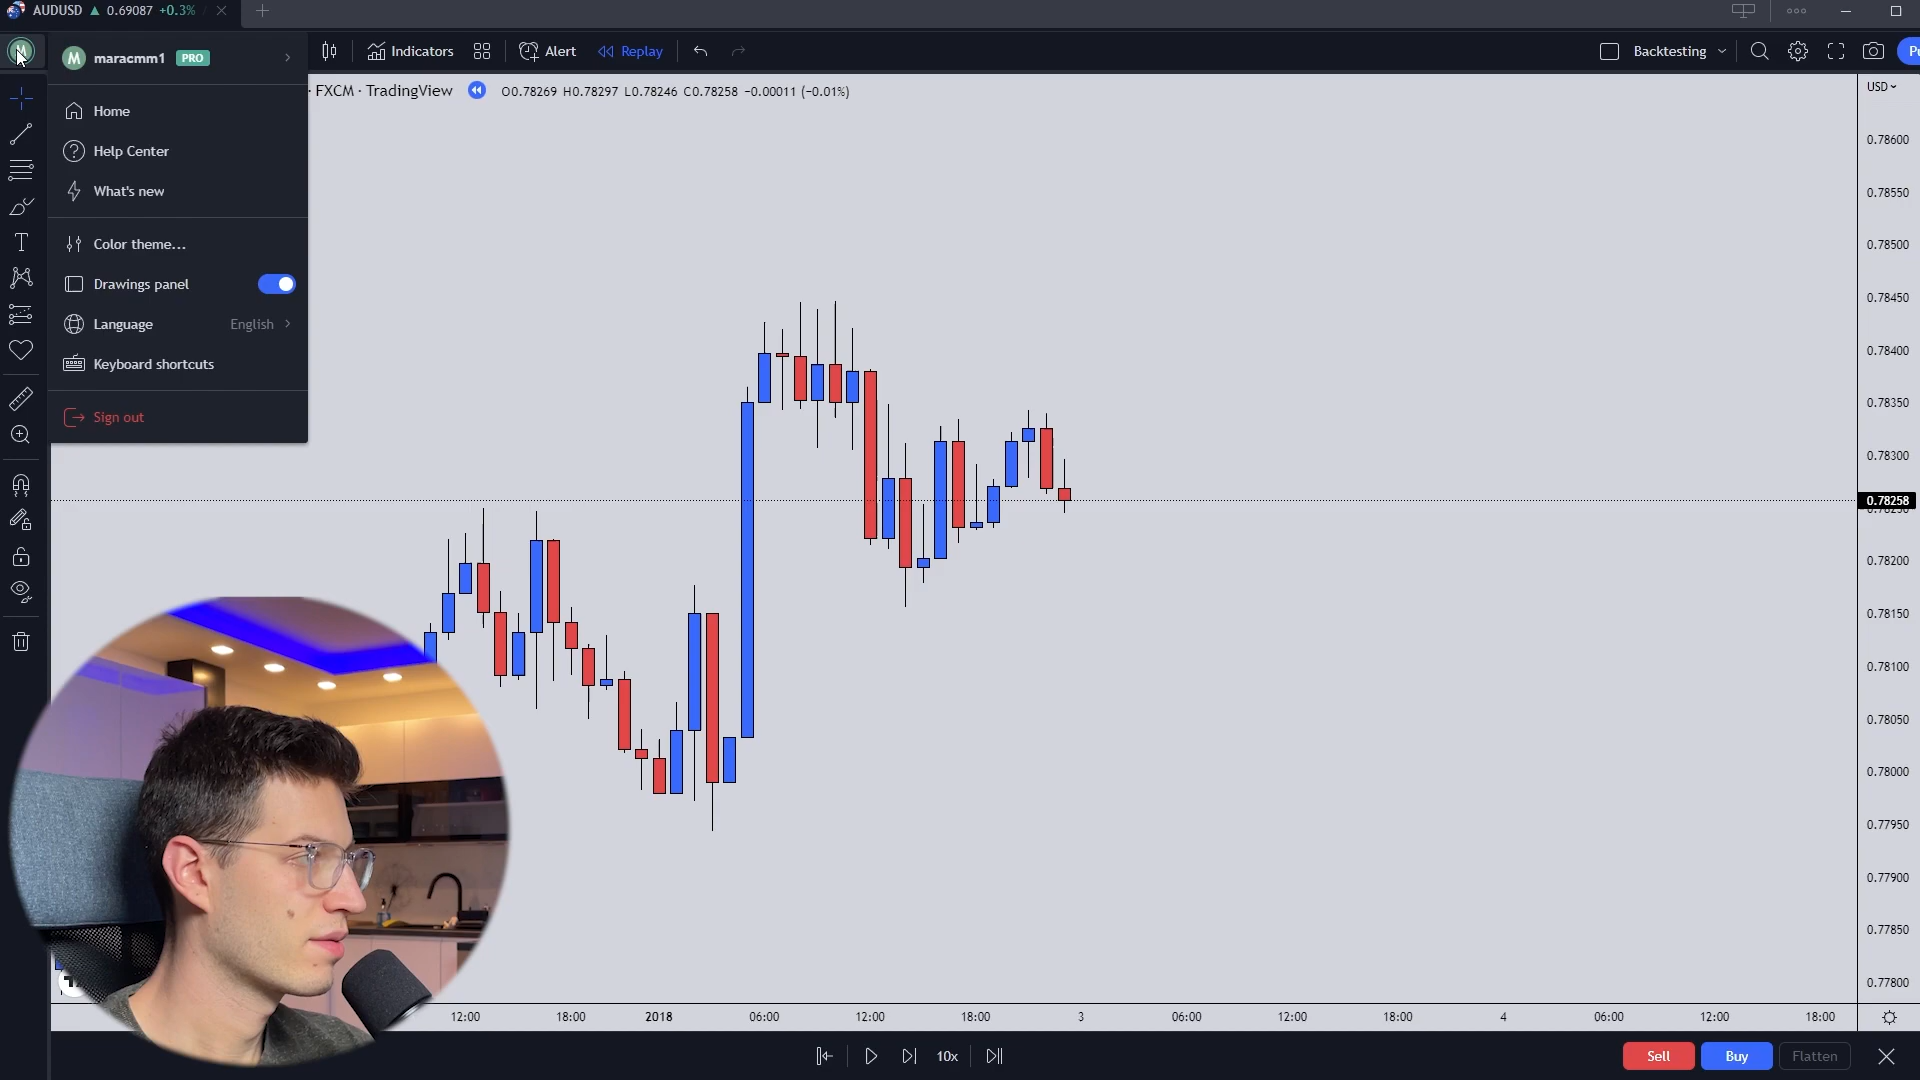 AUDUSD ▲ 0.69087 +0.3%
M
M maracmm1 PRO
Home
Help Center
What's new
Color theme...
Drawings panel
Language English
Keyboard shortcuts
Sign out
Indicators
Alert
Replay
Backtesting
· FXCM · TradingView
O0.78269 H0.78297 L0.78246 C0.78258 −0.00011 (−0.01%)
USD
0.78600
0.78550
0.78500
0.78450
0.78400
0.78350
0.78300
0.78258
0.78200
0.78150
0.78100
0.78050
0.78000
0.77950
0.77900
0.77850
0.77800
12:00 18:00 2018 06:00 12:00 18:00 3 06:00 12:00 18:00 4 06:00 12:00 18:00
10x
Sell
Buy
Flatten